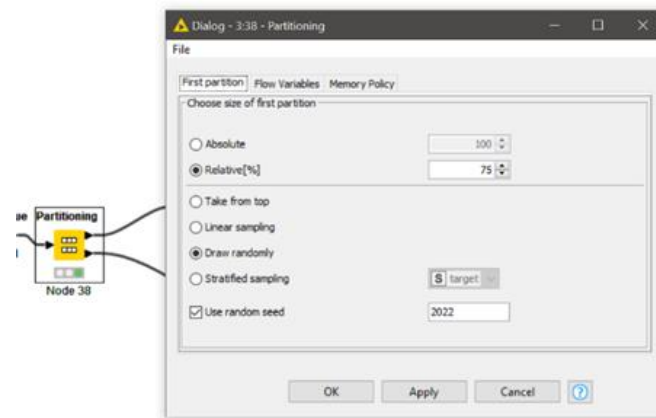 Dialog - 3:38 - Partitioning
File
First partition Flow Variables Memory Policy
Choose size of first partition
Absolute 100
Relative[%] 75
Take from top
Linear sampling
Draw randomly
Stratified sampling S target
Use random seed 2022
OK Apply Cancel ?
ue Partitioning
Node 38